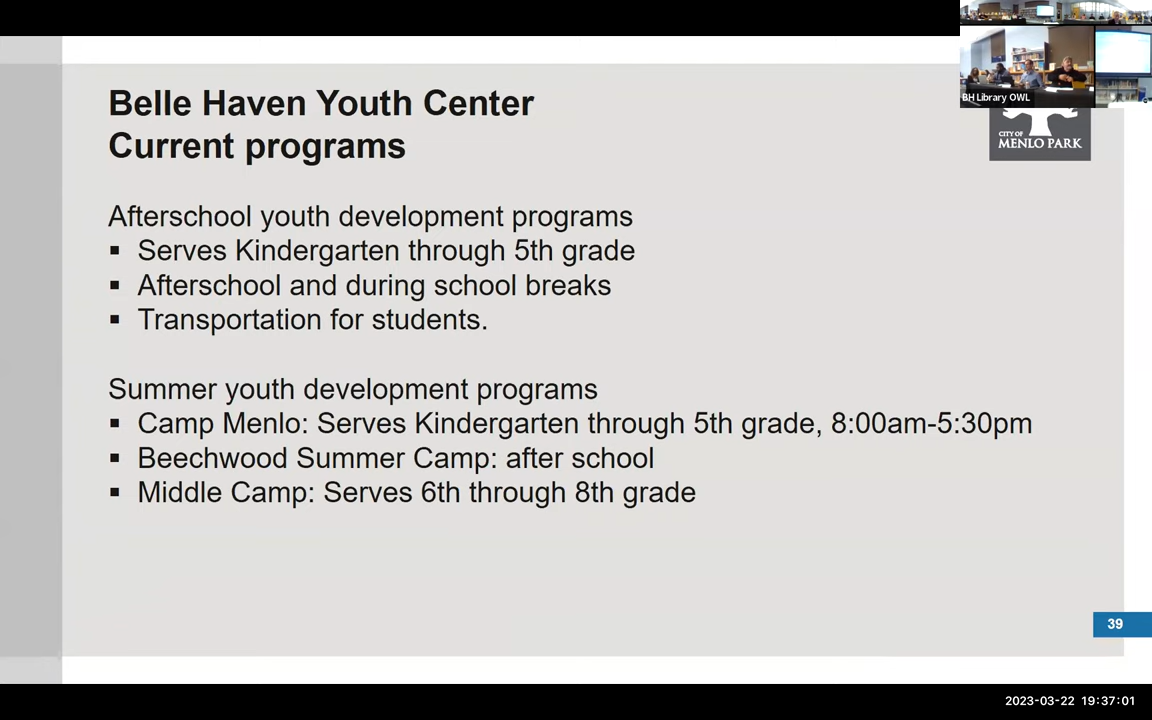 BH Library OWL
Belle Haven Youth Center
Current programs
CITY OF
MENLO PARK
Afterschool youth development programs
▪ Serves Kindergarten through 5th grade
▪ Afterschool and during school breaks
▪ Transportation for students.
Summer youth development programs
▪ Camp Menlo: Serves Kindergarten through 5th grade, 8:00am-5:30pm
▪ Beechwood Summer Camp: after school
▪ Middle Camp: Serves 6th through 8th grade
39
2023-03-22 19:37:01